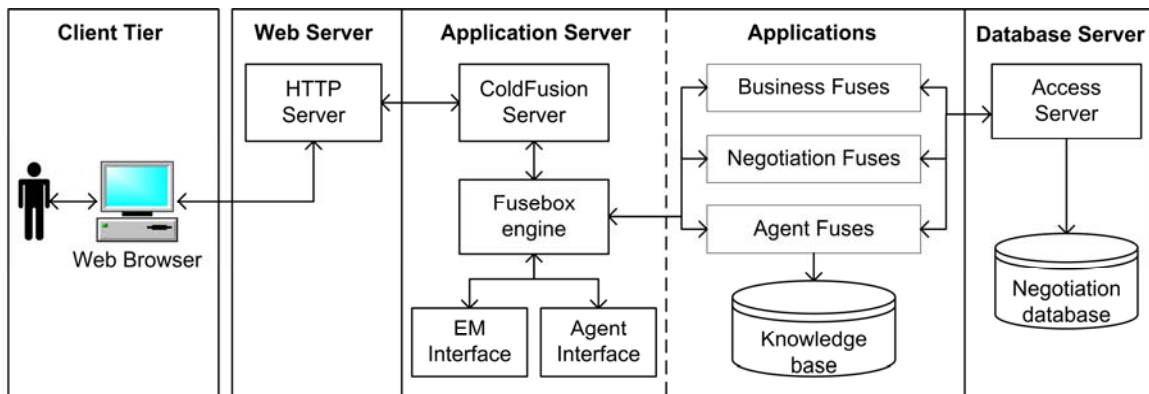 Client Tier
Web Browser
Web Server
HTTP
Server
Application Server
ColdFusion
Server
Fusebox
engine
EM
Interface
Agent
Interface
Applications
Business Fuses
Negotiation Fuses
Agent Fuses
Knowledge
base
Database Server
Access
Server
Negotiation
database